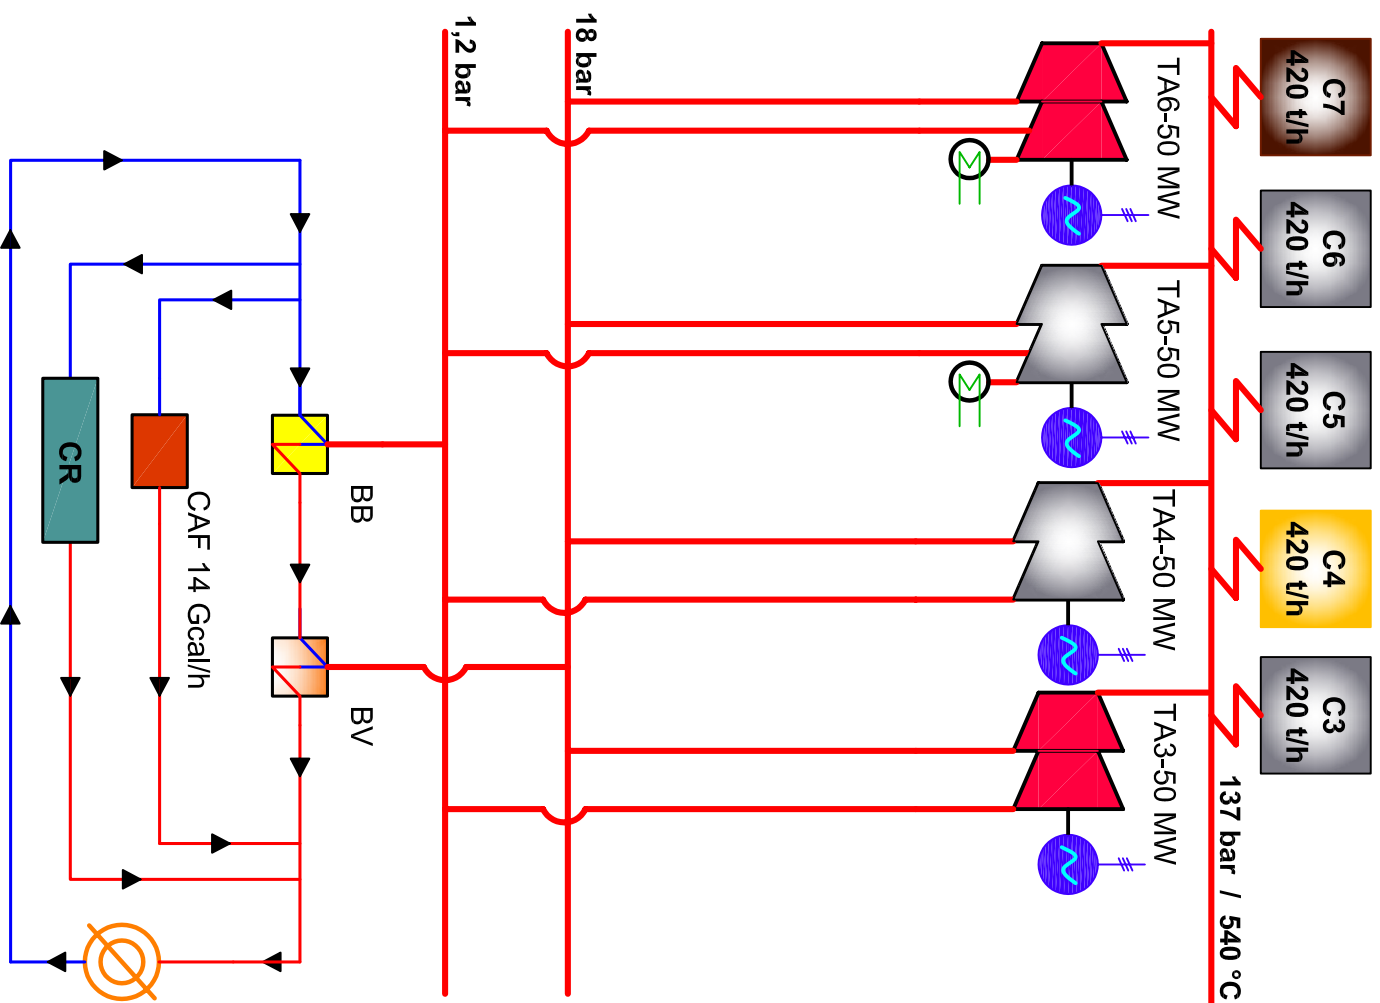 C7
420 t/h
C6
420 t/h
C5
420 t/h
C4
420 t/h
C3
420 t/h
137 bar / 540 °C
TA6-50 MW
TA5-50 MW
TA4-50 MW
TA3-50 MW
18 bar
1,2 bar
BB
BV
CAF 14 Gcal/h
CR